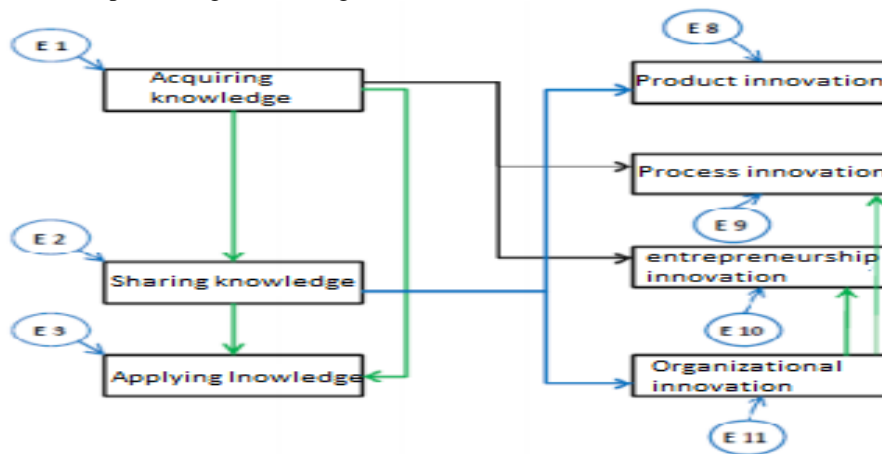 E 1
Acquiring
knowledge
E 2
Sharing knowledge
E 3
Applying lnowledge
E 8
Product innovation
Process innovation
E 9
entrepreneurship
innovation
E 10
Organizational
innovation
E 11